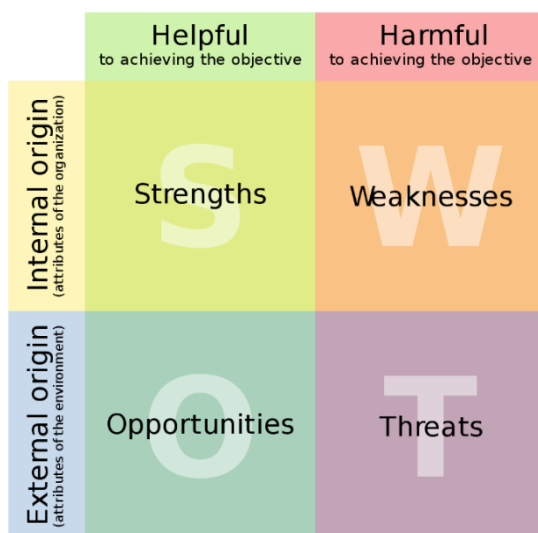 Helpful
to achieving the objective
Harmful
to achieving the objective
Internal origin
(attributes of the organization)
S
Strengths
W
Weaknesses
External origin
(attributes of the environment)
O
Opportunities
T
Threats